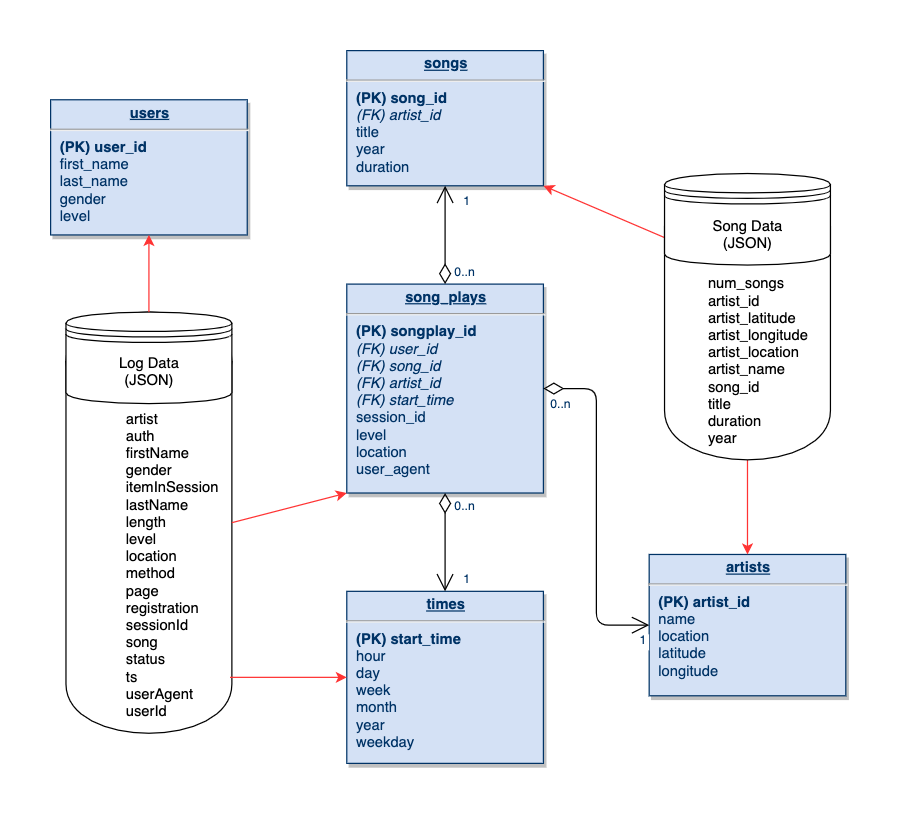 songs
(PK) song_id
(FK) artist_id
title
year
duration
users
(PK) user_id
first_name
last_name
gender
level
1
0..n
Song Data
(JSON)
num_songs
artist_id
artist_latitude
artist_longitude
artist_location
artist_name
song_id
title
duration
year
song_plays
(PK) songplay_id
(FK) user_id
(FK) song_id
(FK) artist_id
(FK) start_time
session_id
level
location
user_agent
0..n
1
0..n
1
Log Data
(JSON)
artist
auth
firstName
gender
itemInSession
lastName
length
level
location
method
page
registration
sessionId
song
status
ts
userAgent
userId
times
(PK) start_time
hour
day
week
month
year
weekday
artists
(PK) artist_id
name
location
latitude
longitude